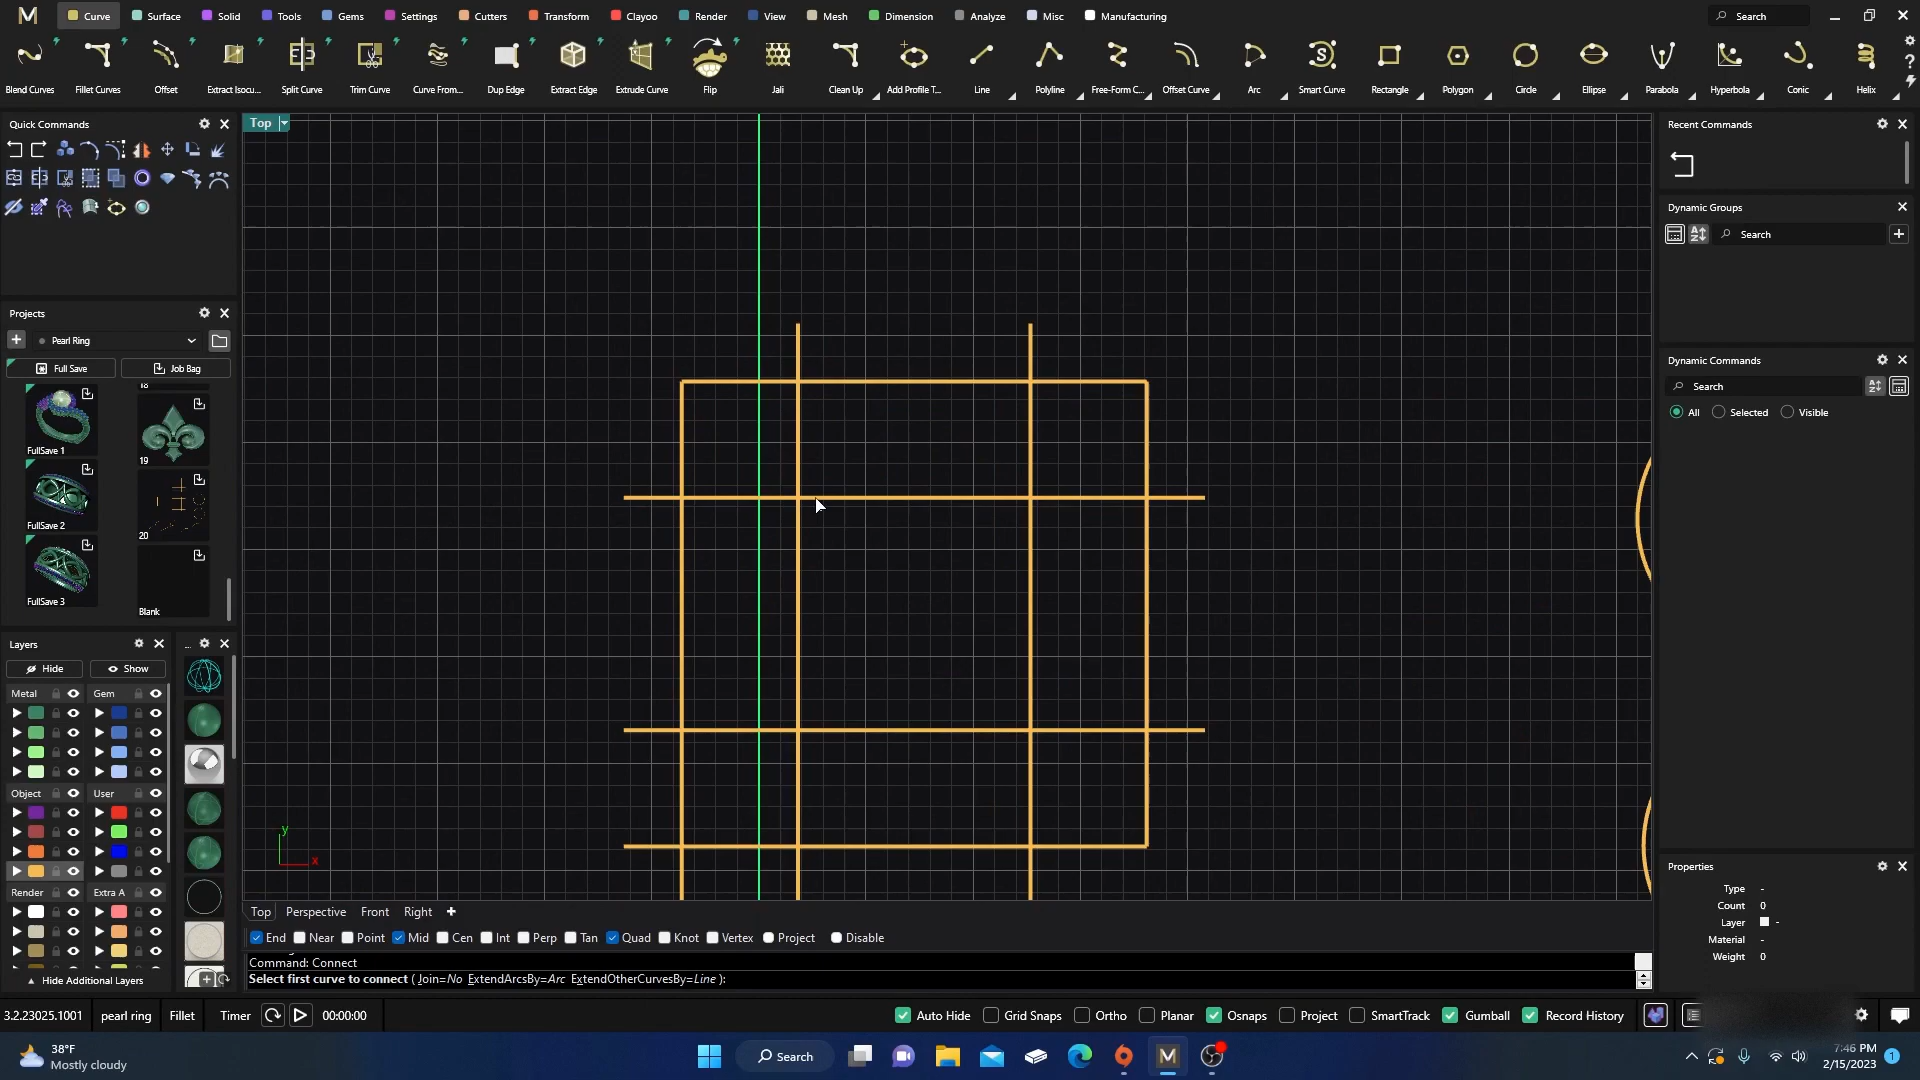 Curve Surface Solid Tools Gems Settings Cutters Transform Clayoo Render View Mesh Dimension Analyze Misc Manufacturing Search
Blend Curves Fillet Curves Offset Extract Isocu... Split Curve Trim Curve Curve From... Dup Edge Extract Edge Extrude Curve Flip Jali Clean Up Add Profile T... Line Polyline Free-Form C... Offset Curve Arc Smart Curve Rectangle Polygon Circle Ellipse Parabola Hyperbola Conic Helix
Quick Commands
Top
Recent Commands
Dynamic Groups
Search
Projects
Pearl Ring
Full Save Job Bag
18
FullSave 1
19
FullSave 2
20
FullSave 3
Blank
Dynamic Commands
Search
All Selected Visible
Layers
Hide Show
Metal Gem
Object User
Render Extra A
Hide Additional Layers
y
x
Top Perspective Front Right
End Near Point Mid Cen Int Perp Tan Quad Knot Vertex Project Disable
Command: Connect
Select first curve to connect ( Join=No ExtendArcsBy=Arc ExtendOtherCurvesBy=Line ):
Properties
Type -
Count 0
Layer -
Material -
Weight 0
3.2.23025.1001 pearl ring Fillet Timer 00:00:00 Auto Hide Grid Snaps Ortho Planar Osnaps Project SmartTrack Gumball Record History
38°F
Mostly cloudy
Search
7:46 PM
2/15/2023
1